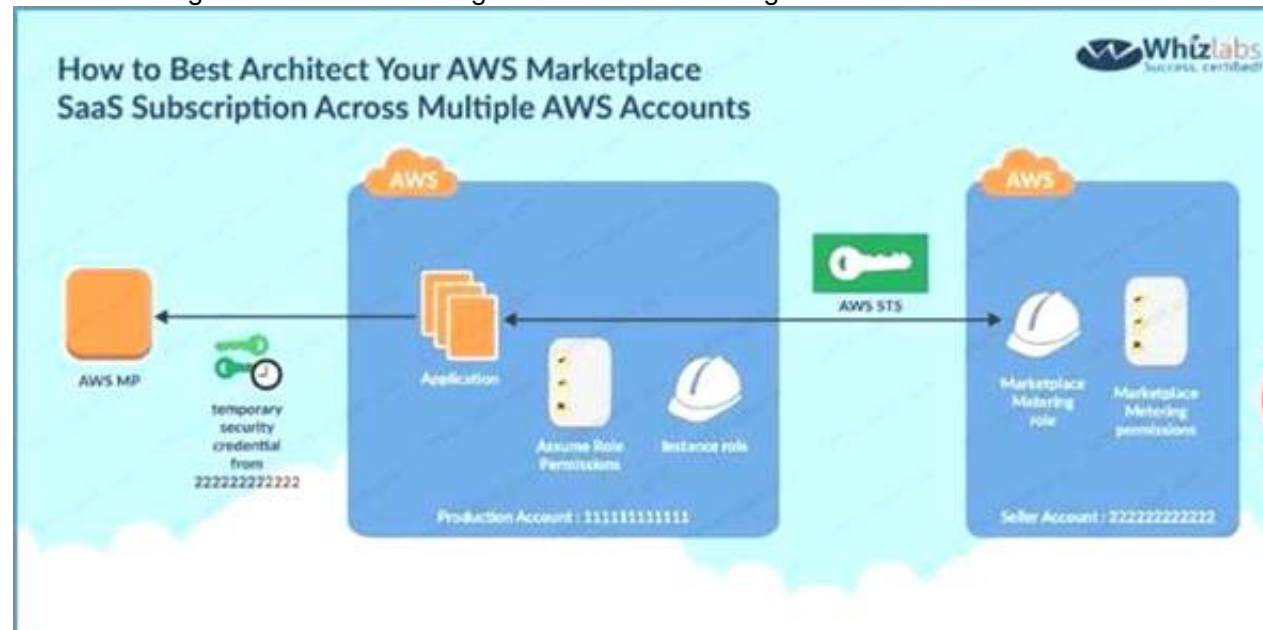 How to Best Architect Your AWS Marketplace
SaaS Subscription Across Multiple AWS Accounts
Whizlabs
Success. certified!
AWS
AWS
AWS STS
AWS MP
temporary
security
credential
from
222222222222
Application
Assume Role
Permissions
Instance role
Marketplace
Metering
role
Marketplace
Metering
permissions
Production Account : 111111111111
Seller Account : 222222222222